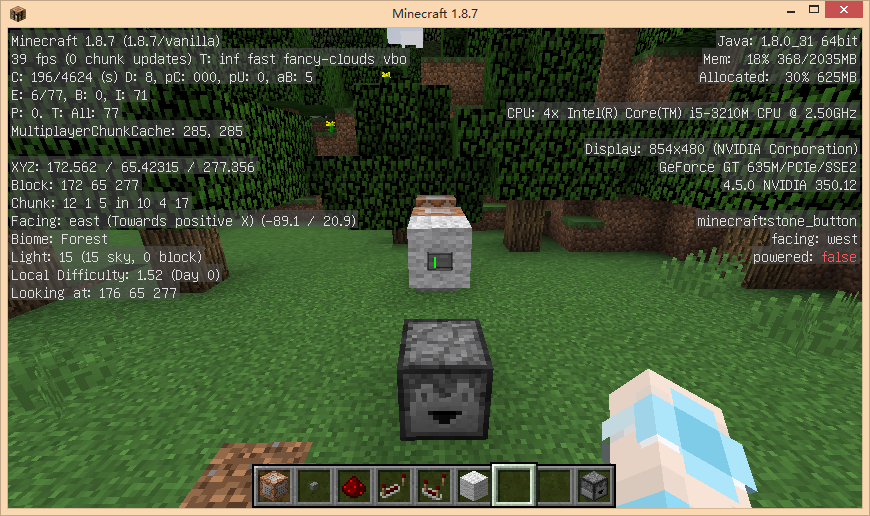 Minecraft 1.8.7
Minecraft 1.8.7 (1.8.7/vanilla)
39 fps (0 chunk updates) T: inf fast fancy-clouds vbo
C: 196/4624 (s) D: 8, pC: 000, pU: 0, aB: 5
E: 6/77, B: 0, I: 71
P: 0. T: All: 77
MultiplayerChunkCache: 285, 285
XYZ: 172.562 / 65.42315 / 277.356
Block: 172 65 277
Chunk: 12 1 5 in 10 4 17
Facing: east (Towards positive X) (-89.1 / 20.9)
Biome: Forest
Light: 15 (15 sky, 0 block)
Local Difficulty: 1.52 (Day 0)
Looking at: 176 65 277
Java: 1.8.0_31 64bit
Mem: 18% 368/2035MB
Allocated: 30% 625MB
CPU: 4x Intel(R) Core(TM) i5-3210M CPU @ 2.50GHz
Display: 854x480 (NVIDIA Corporation)
GeForce GT 635M/PCIe/SSE2
4.5.0 NVIDIA 350.12
minecraft:stone_button
facing: west
powered: false